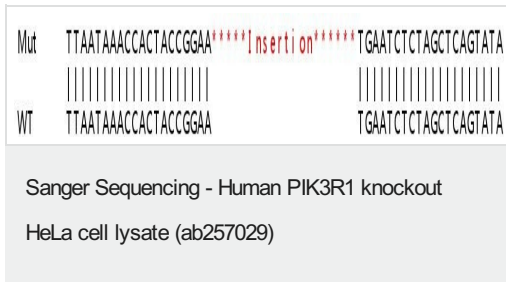 Mut TTAATAAACCACTACCGGAA*****Insertion******TGAATCTCTAGCTCAGTATA
|||||||||||||||||||| ||||||||||||||||||||
WT TTAATAAACCACTACCGGAA TGAATCTCTAGCTCAGTATA
Sanger Sequencing - Human PIK3R1 knockout
HeLa cell lysate (ab257029)